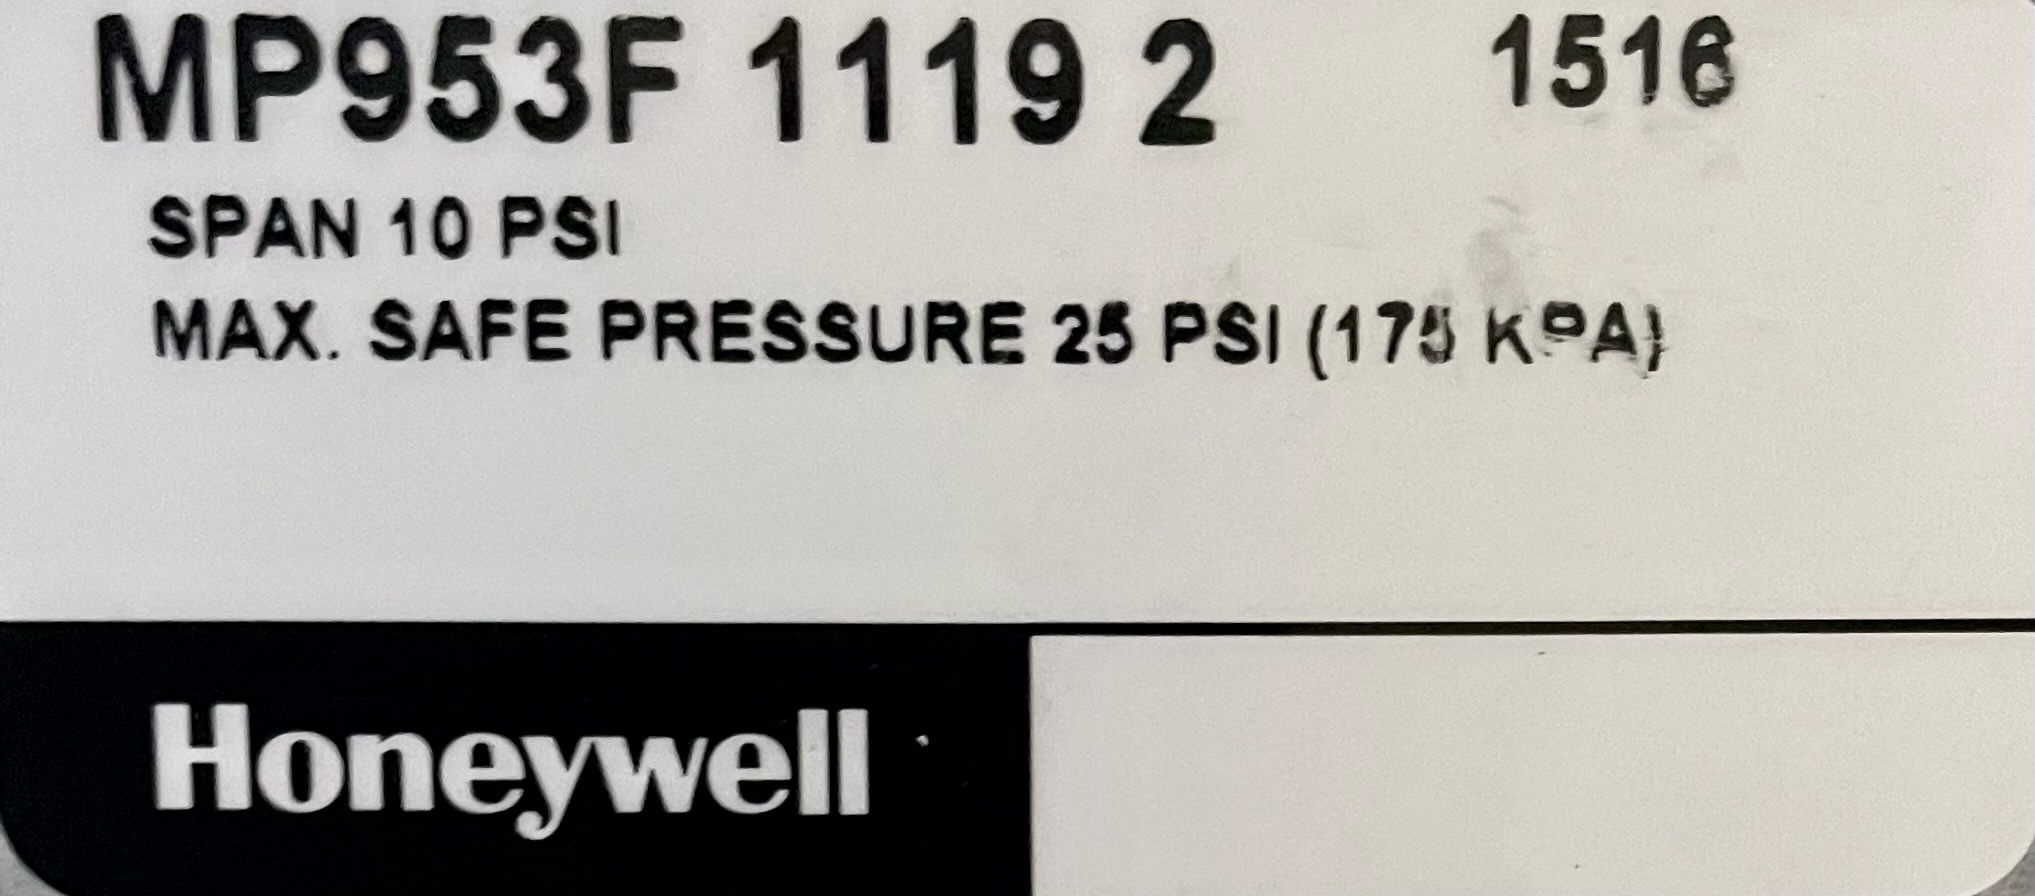 MP953F 1119 2 1516
SPAN 10 PSI
MAX. SAFE PRESSURE 25 PSI (175 KPA)
Honeywell